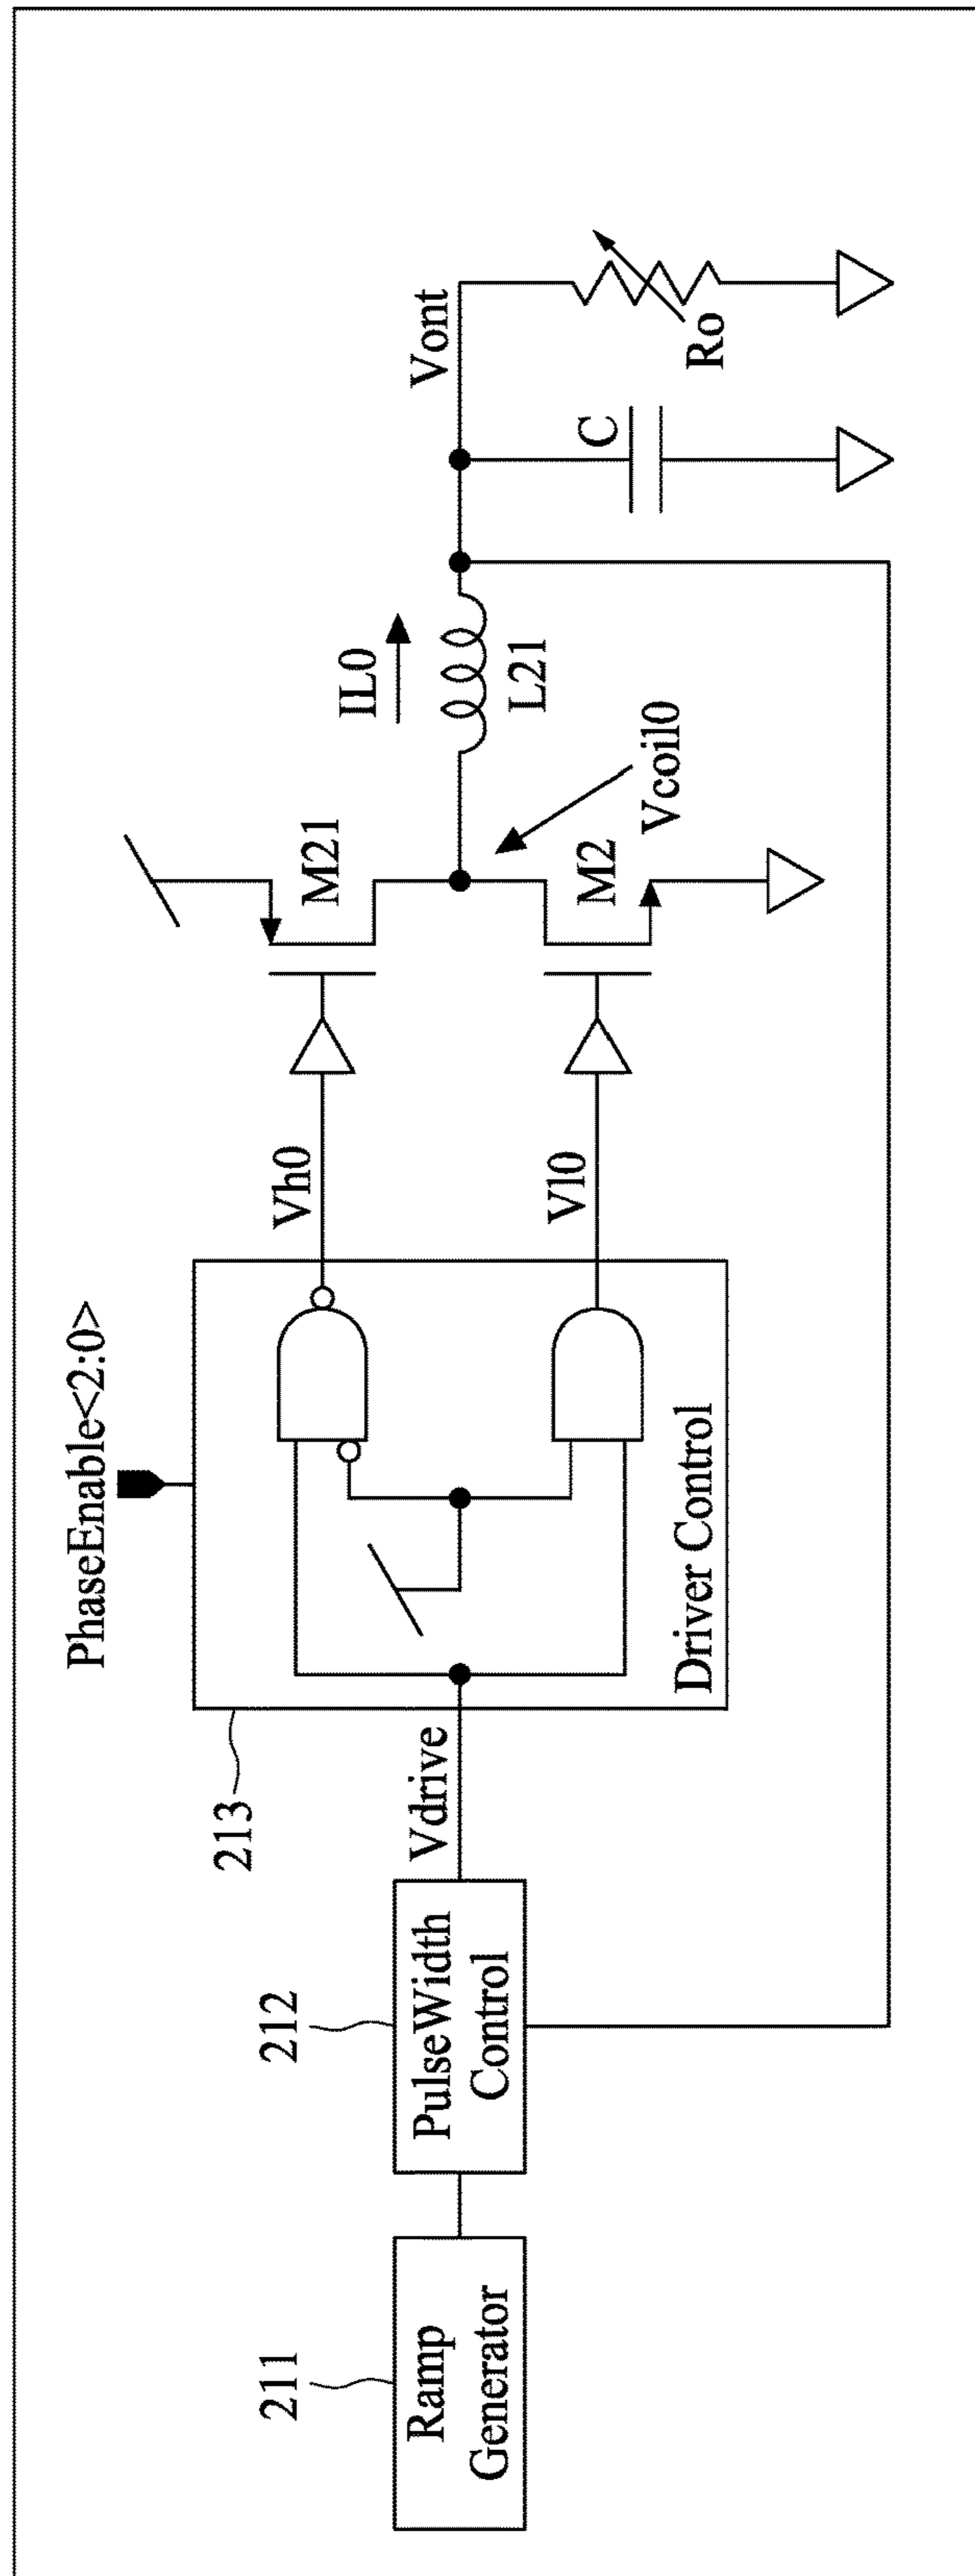 PhaseEnable<2:0>
211
Ramp
Generator
212
PulseWidth
Control
Vdrive
213
Driver Control
Vh0
Vl0
M21
M2
Vcoil0
IL0
L21
Vont
C
Ro